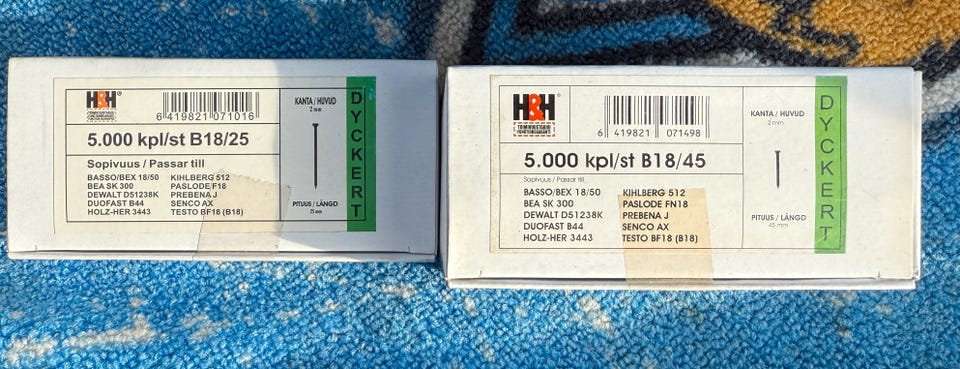 H&H
6 419821 071016
5.000 kpl/st B18/25
Sopivuus / Passar till
BASSO/BEX 18/50 KIHLBERG 512
BEA SK 300 PASLODE F18
DEWALT D51238K PREBENA J
DUOFAST B44 SENCO AX
HOLZ-HER 3443 TESTO BF18 (B18)
KANTA / HUVUD
2 mm
PITUUS / LÄNGD
25 mm
DYCKERT
H&H
TOIMINTATAKUU
FUNKTIONSGARANTI
6 419821 071498
5.000 kpl/st B18/45
Sopivuus / Passar till
BASSO/BEX 18/50 KIHLBERG 512
BEA SK 300 PASLODE FN18
DEWALT D51238K PREBENA J
DUOFAST B44 SENCO AX
HOLZ-HER 3443 TESTO BF18 (B18)
KANTA / HUVUD
2 mm
PITUUS / LÄNGD
45 mm
DYCKERT